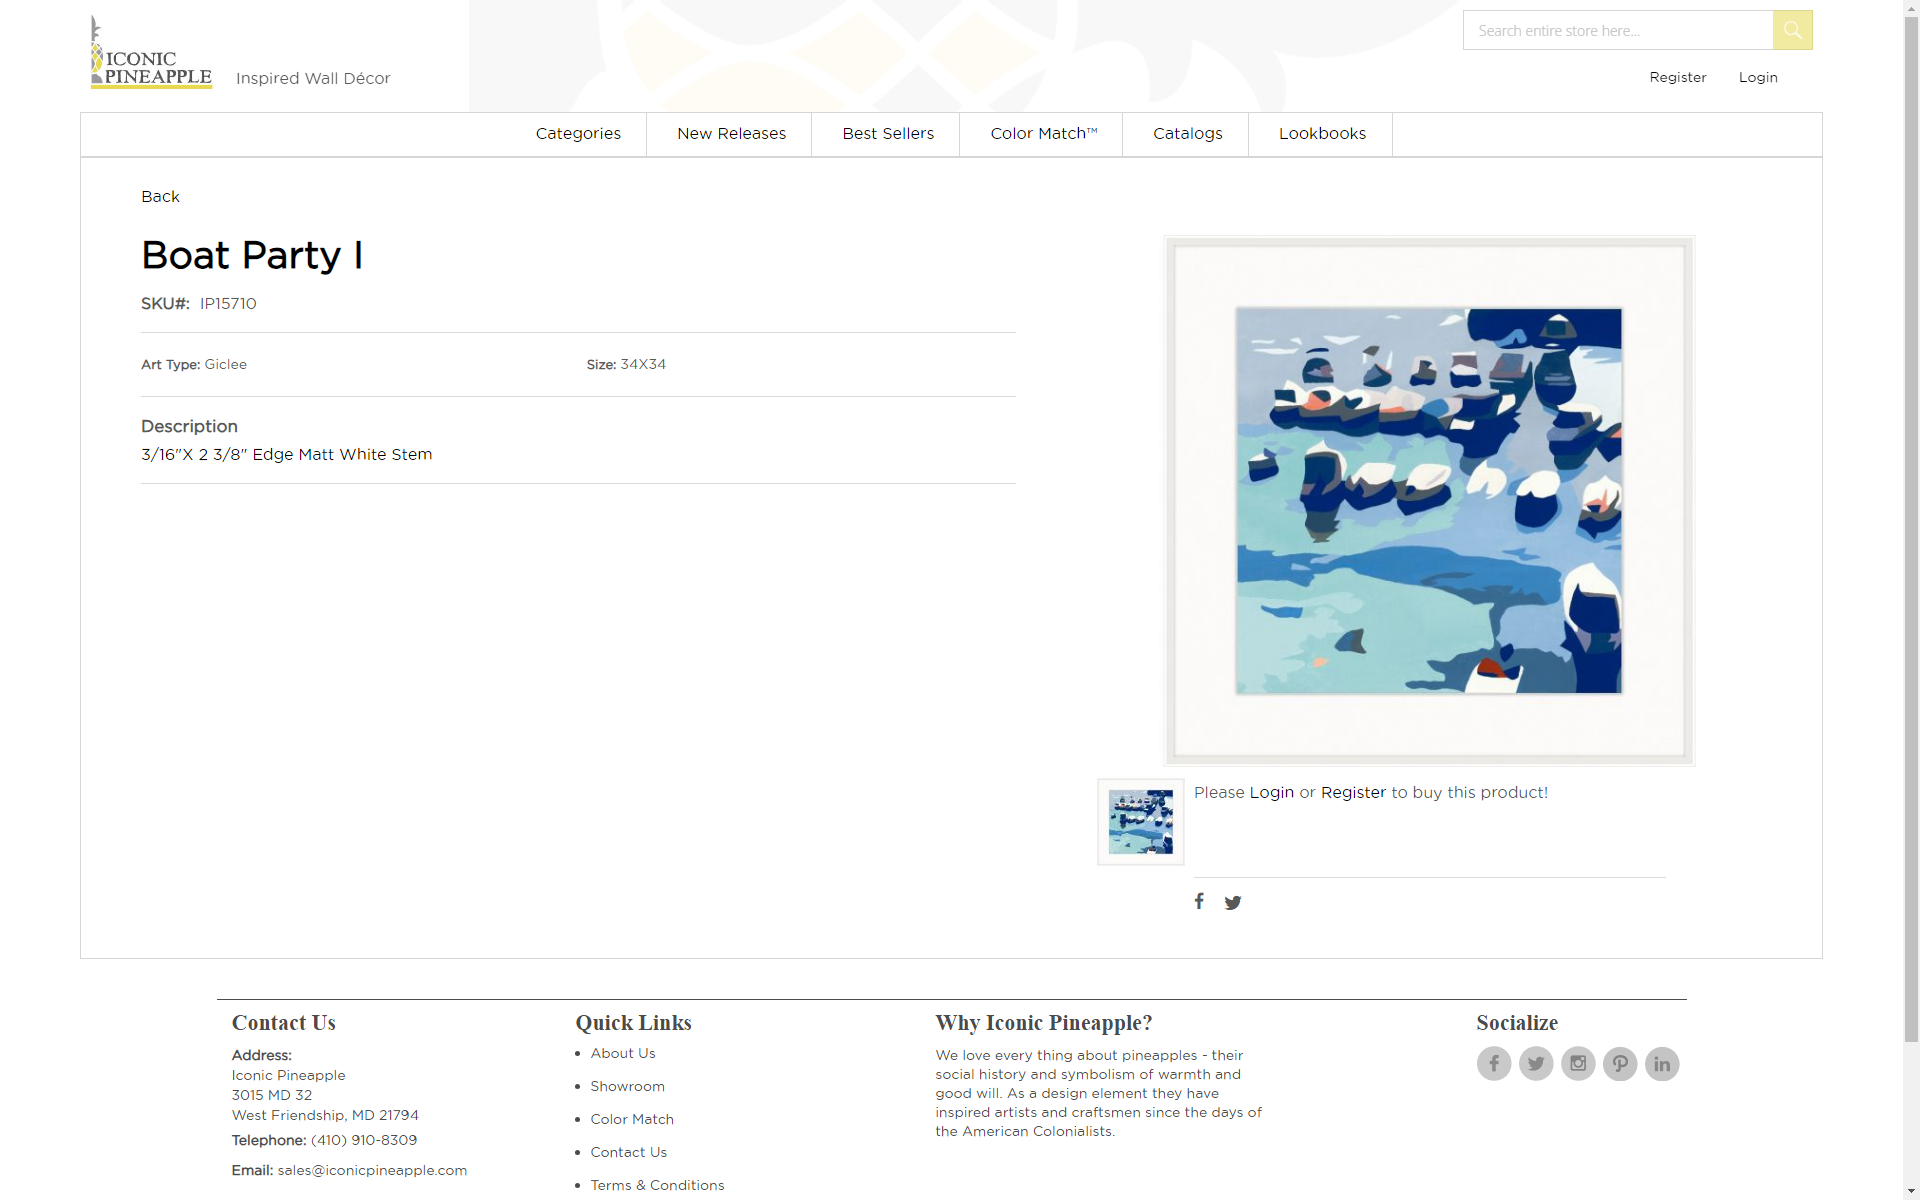 ICONIC
PINEAPPLE
Inspired Wall Décor
Search entire store here...
Register
Login
Categories
New Releases
Best Sellers
Color Match™
Catalogs
Lookbooks
Back
Boat Party I
SKU#: IP15710
Art Type: Giclee
Size: 34X34
Description
3/16"X 2 3/8" Edge Matt White Stem
Please Login or Register to buy this product!
Contact Us
Address:
Iconic Pineapple
3015 MD 32
West Friendship, MD 21794
Telephone: (410) 910-8309
Email: sales@iconicpineapple.com
Quick Links
About Us
Showroom
Color Match
Contact Us
Terms & Conditions
Why Iconic Pineapple?
We love every thing about pineapples - their
social history and symbolism of warmth and
good will. As a design element they have
inspired artists and craftsmen since the days of
the American Colonialists.
Socialize